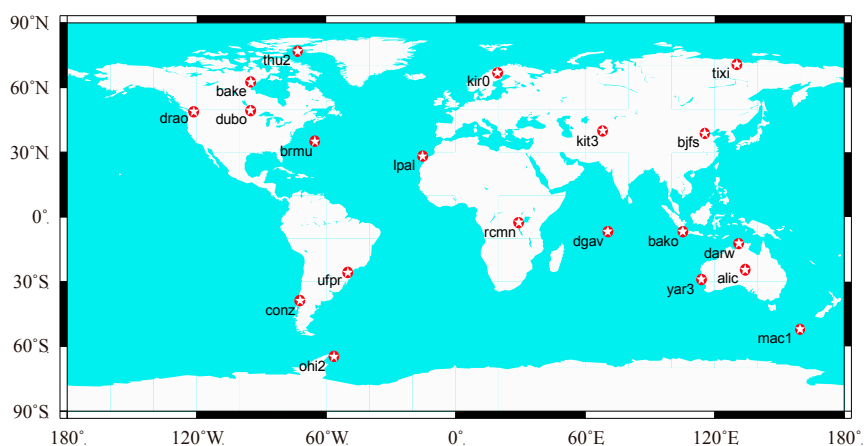 90°N
thu2
kir0
tixi
60°N
bake
drao
dubo
kit3
bjfs
brmu
30°N
lpal
0°
rcmn
dgav
bako
darw
ufpr
alic
30°S
yar3
conz
mac1
60°S
ohi2
90°S
180° 120°W 60°W 0° 60°E 120°E 180°